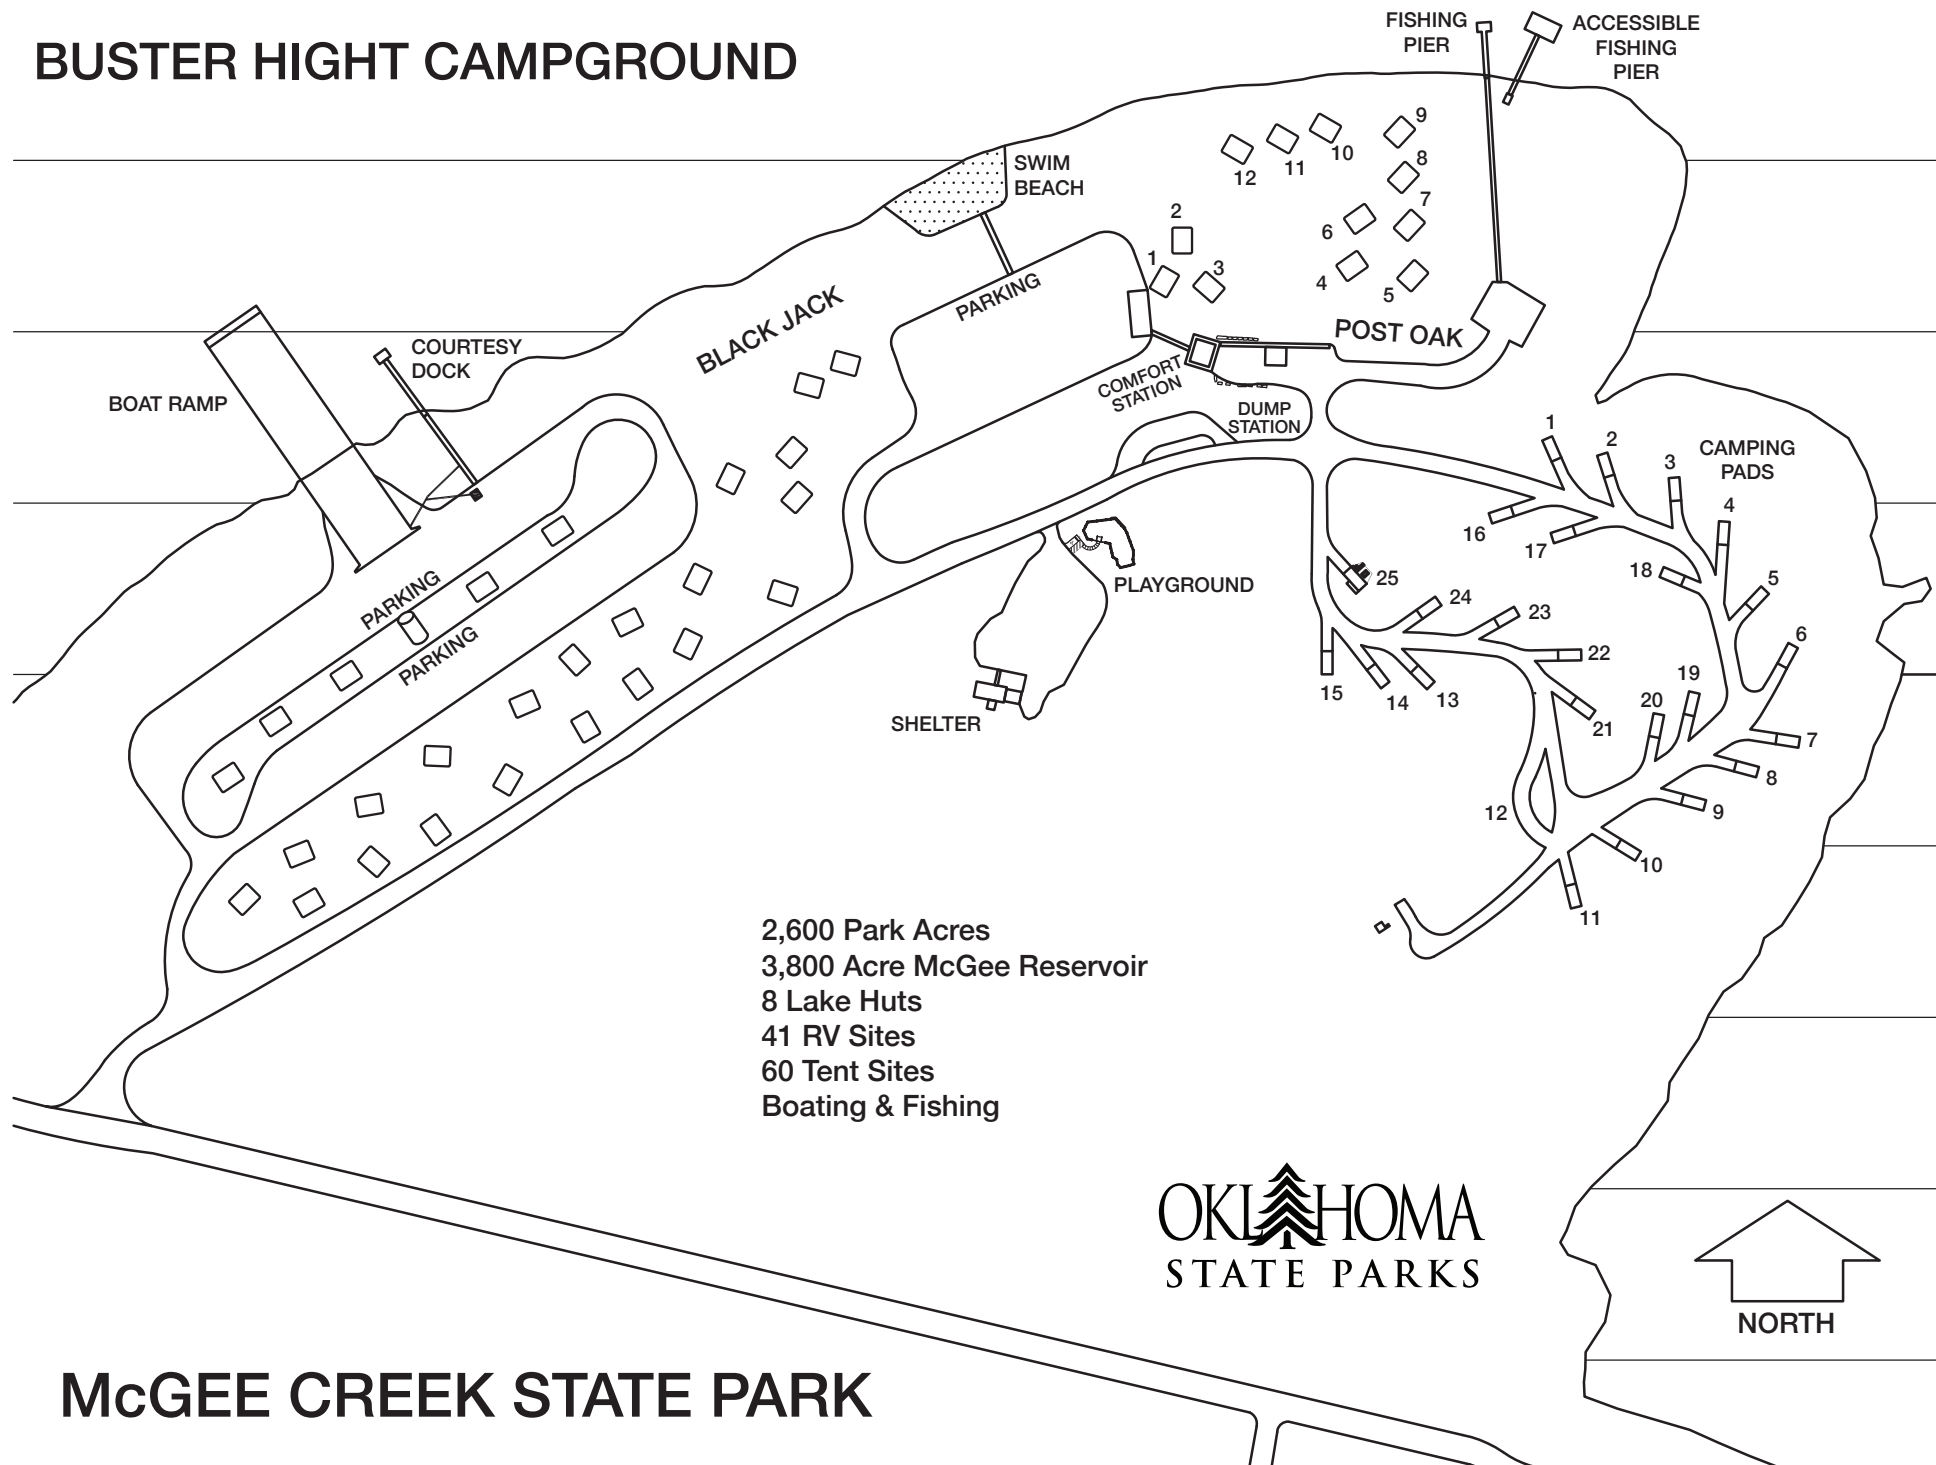 BUSTER HIGHT CAMPGROUND
FISHING
PIER
ACCESSIBLE
FISHING
PIER
SWIM
BEACH
9
10
11
12
8
7
6
5
4
2
1
3
PARKING
BLACK JACK
POST OAK
COURTESY
DOCK
BOAT RAMP
COMFORT
STATION
DUMP
STATION
CAMPING
PADS
1
2
3
4
5
6
7
8
9
10
11
12
13
14
15
16
17
18
19
20
21
22
23
24
25
PLAYGROUND
PARKING
PARKING
SHELTER
2,600 Park Acres
3,800 Acre McGee Reservoir
8 Lake Huts
41 RV Sites
60 Tent Sites
Boating & Fishing
OKLAHOMA
STATE PARKS
NORTH
McGEE CREEK STATE PARK